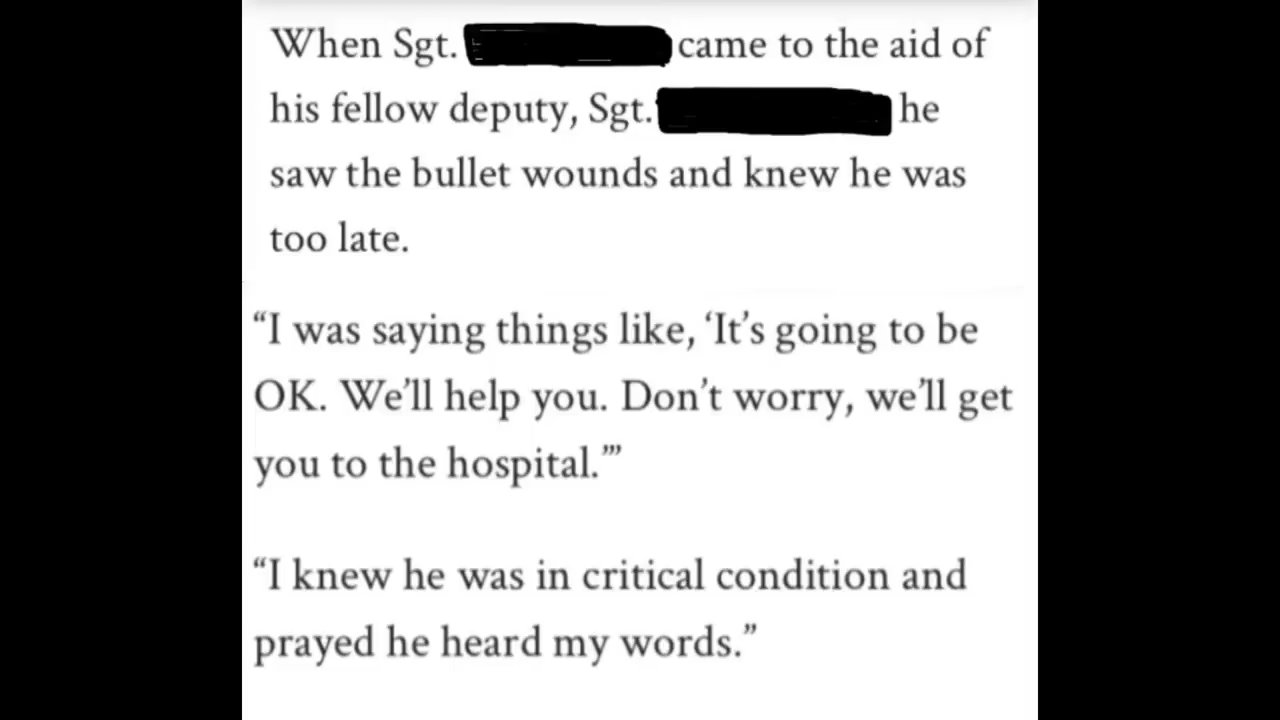 When Sgt. came to the aid of
his fellow deputy, Sgt. he
saw the bullet wounds and knew he was
too late.
“I was saying things like, ‘It’s going to be
OK. We’ll help you. Don’t worry, we’ll get
you to the hospital.’”
“I knew he was in critical condition and
prayed he heard my words.”